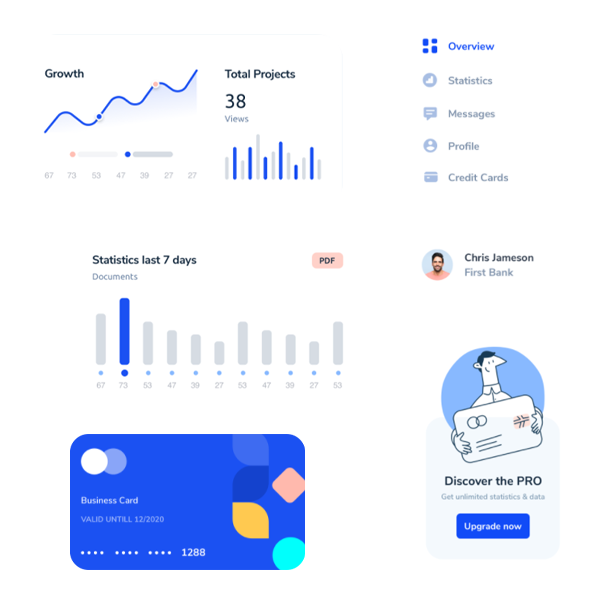 Growth
67 73 53 47 39 27 27
Total Projects
38
Views
Overview
Statistics
Messages
Profile
Credit Cards
Statistics last 7 days
PDF
Documents
67 73 53 47 39 27 53 47 39 27 53
Chris Jameson
First Bank
Business Card
VALID UNTILL 12/2020
•••• •••• •••• 1288
Discover the PRO
Get unlimited statistics & data
Upgrade now